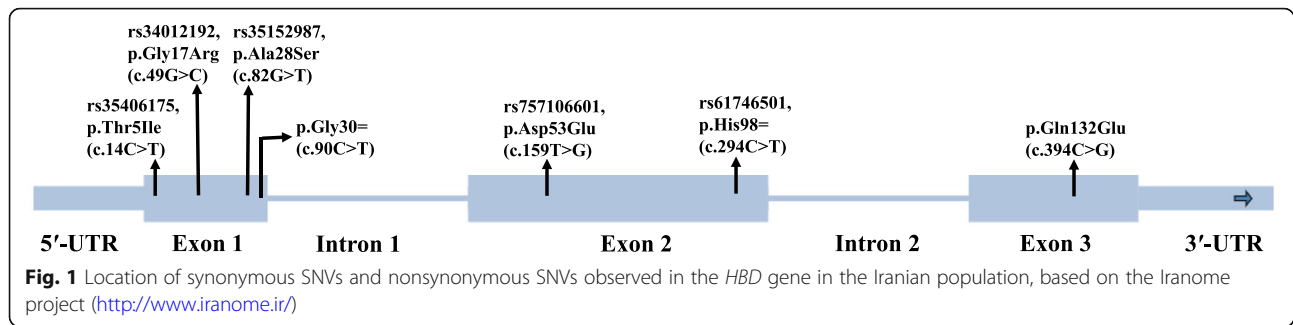 rs34012192,
p.Gly17Arg
(c.49G>C)
rs35152987,
p.Ala28Ser
(c.82G>T)
rs35406175,
p.Thr5Ile
(c.14C>T)
p.Gly30=
(c.90C>T)
rs757106601,
p.Asp53Glu
(c.159T>G)
rs61746501,
p.His98=
(c.294C>T)
p.Gln132Glu
(c.394C>G)
5′-UTR
Exon 1
Intron 1
Exon 2
Intron 2
Exon 3
3′-UTR
Fig. 1 Location of synonymous SNVs and nonsynonymous SNVs observed in the HBD gene in the Iranian population, based on the Iranome
project (http://www.iranome.ir/)